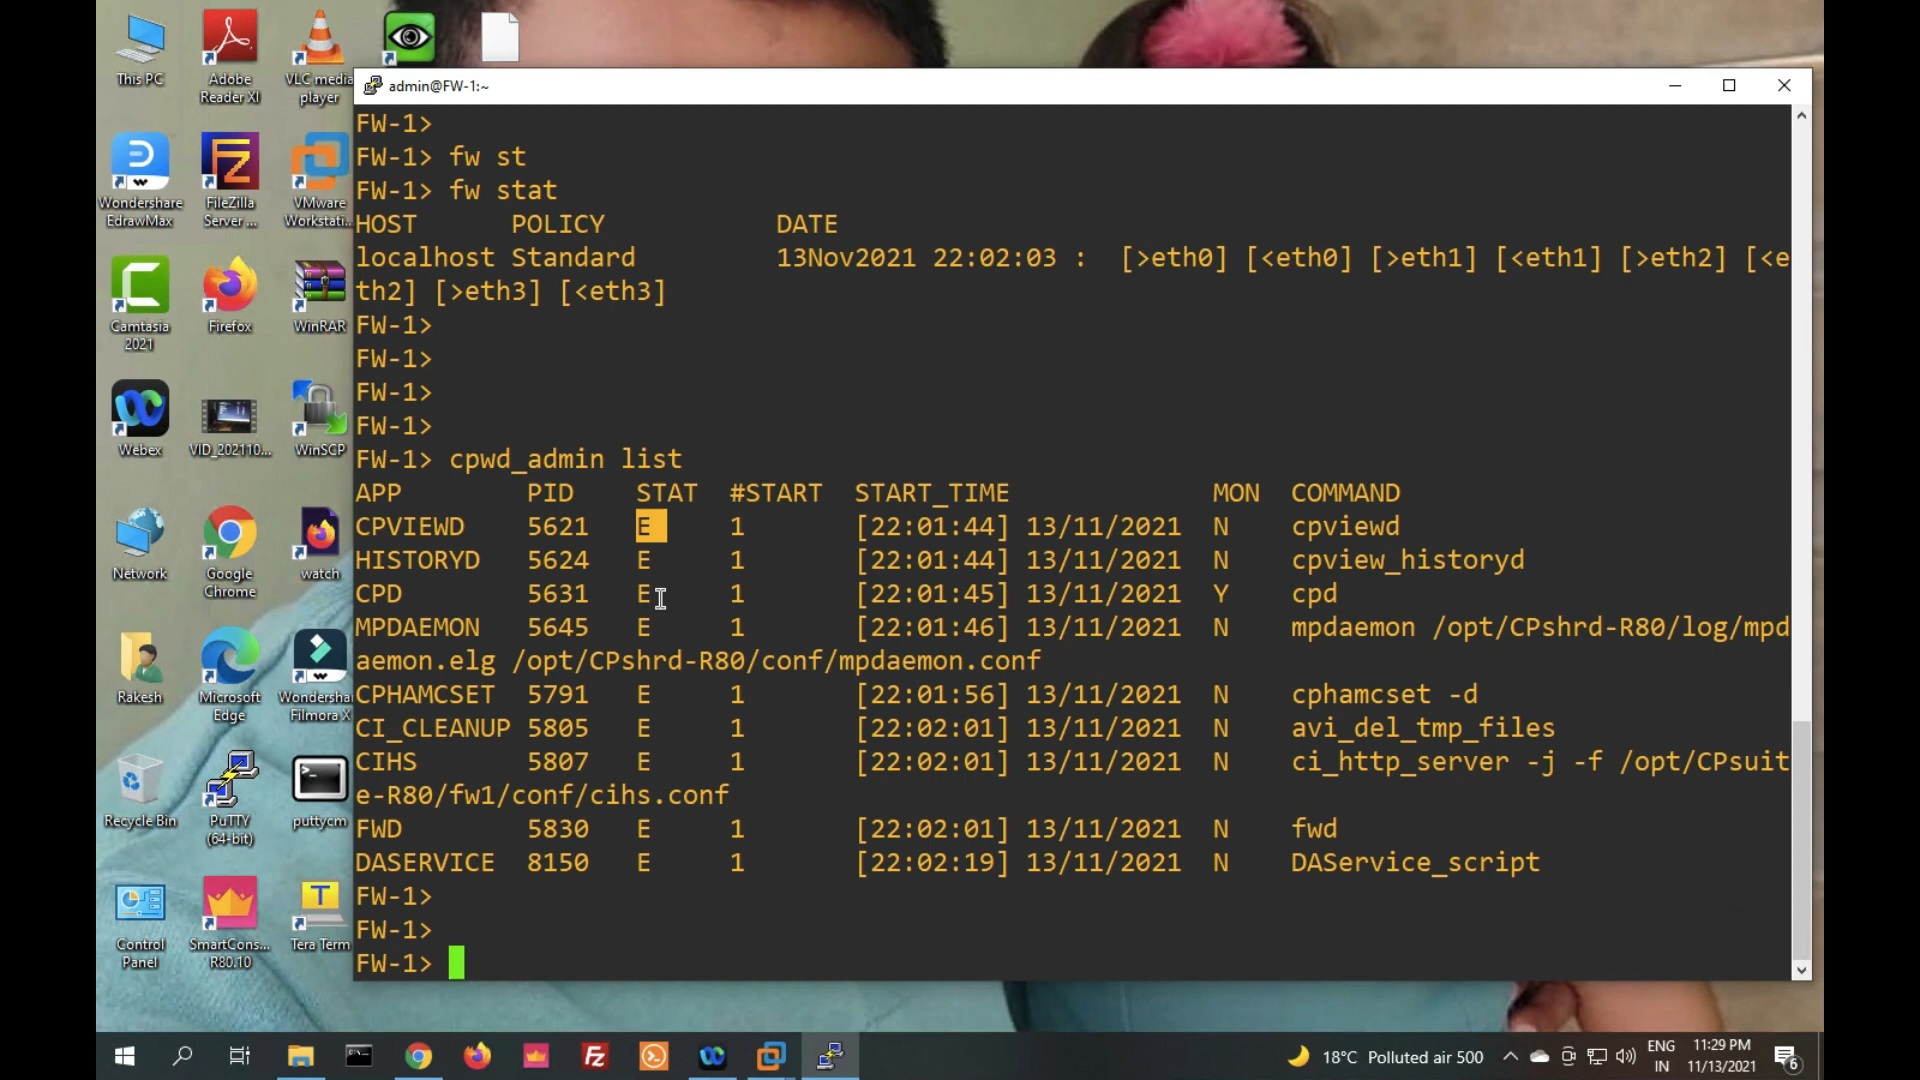 This PC
Adobe
Reader XI
VLC media
player
Wondershare
EdrawMax
FileZilla
Server ...
VMware
Workstati...
Camtasia
2021
Firefox
WinRAR
Webex
VID_202110...
WinSCP
Network
Google
Chrome
watch
Rakesh
Microsoft
Edge
Wondersha
Filmora X
Recycle Bin
PuTTY
(64-bit)
puttycm
Control
Panel
SmartCons...
R80.10
Tera Term
admin@FW-1:~
FW-1>
FW-1> fw st
FW-1> fw stat
HOST POLICY DATE
localhost Standard 13Nov2021 22:02:03 : [>eth0] [<eth0] [>eth1] [<eth1] [>eth2] [<e
th2] [>eth3] [<eth3]
FW-1>
FW-1>
FW-1>
FW-1>
FW-1> cpwd_admin list
APP PID STAT #START START_TIME MON COMMAND
CPVIEWD 5621 E 1 [22:01:44] 13/11/2021 N cpviewd
HISTORYD 5624 E 1 [22:01:44] 13/11/2021 N cpview_historyd
CPD 5631 E 1 [22:01:45] 13/11/2021 Y cpd
MPDAEMON 5645 E 1 [22:01:46] 13/11/2021 N mpdaemon /opt/CPshrd-R80/log/mpd
aemon.elg /opt/CPshrd-R80/conf/mpdaemon.conf
CPHAMCSET 5791 E 1 [22:01:56] 13/11/2021 N cphamcset -d
CI_CLEANUP 5805 E 1 [22:02:01] 13/11/2021 N avi_del_tmp_files
CIHS 5807 E 1 [22:02:01] 13/11/2021 N ci_http_server -j -f /opt/CPsuit
e-R80/fw1/conf/cihs.conf
FWD 5830 E 1 [22:02:01] 13/11/2021 N fwd
DASERVICE 8150 E 1 [22:02:19] 13/11/2021 N DAService_script
FW-1>
FW-1>
FW-1>
18°C Polluted air 500
ENG
IN
11:29 PM
11/13/2021
6